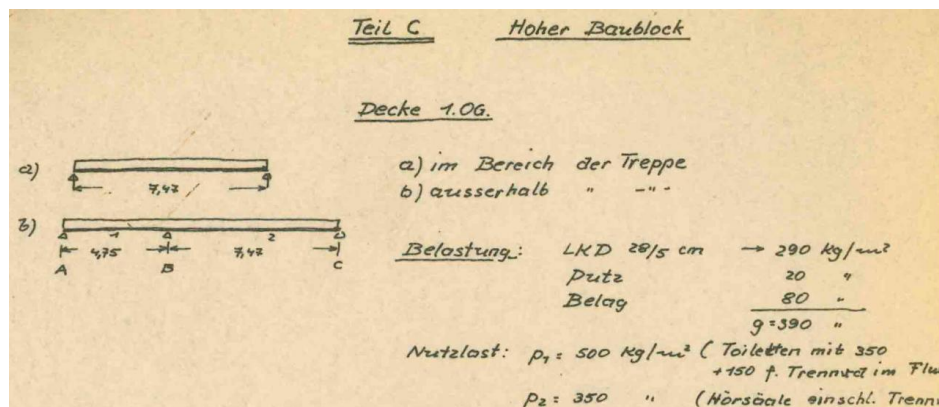 Teil C Hoher Baublock
Decke 1.OG.
a) 7,47
a) im Bereich der Treppe
b) ausserhalb " -"-
b) 1 2
4,75 7,47
A B C
Belastung: LKD 28/5 cm → 290 kg/m²
Putz 20 "
Belag 80 "
g=390 "
Nutzlast: p₁ = 500 kg/m² ( Toiletten mit 350
+150 f. Trennwd im Flu
p₂ = 350 " (Hörsäale einschl. Trenn